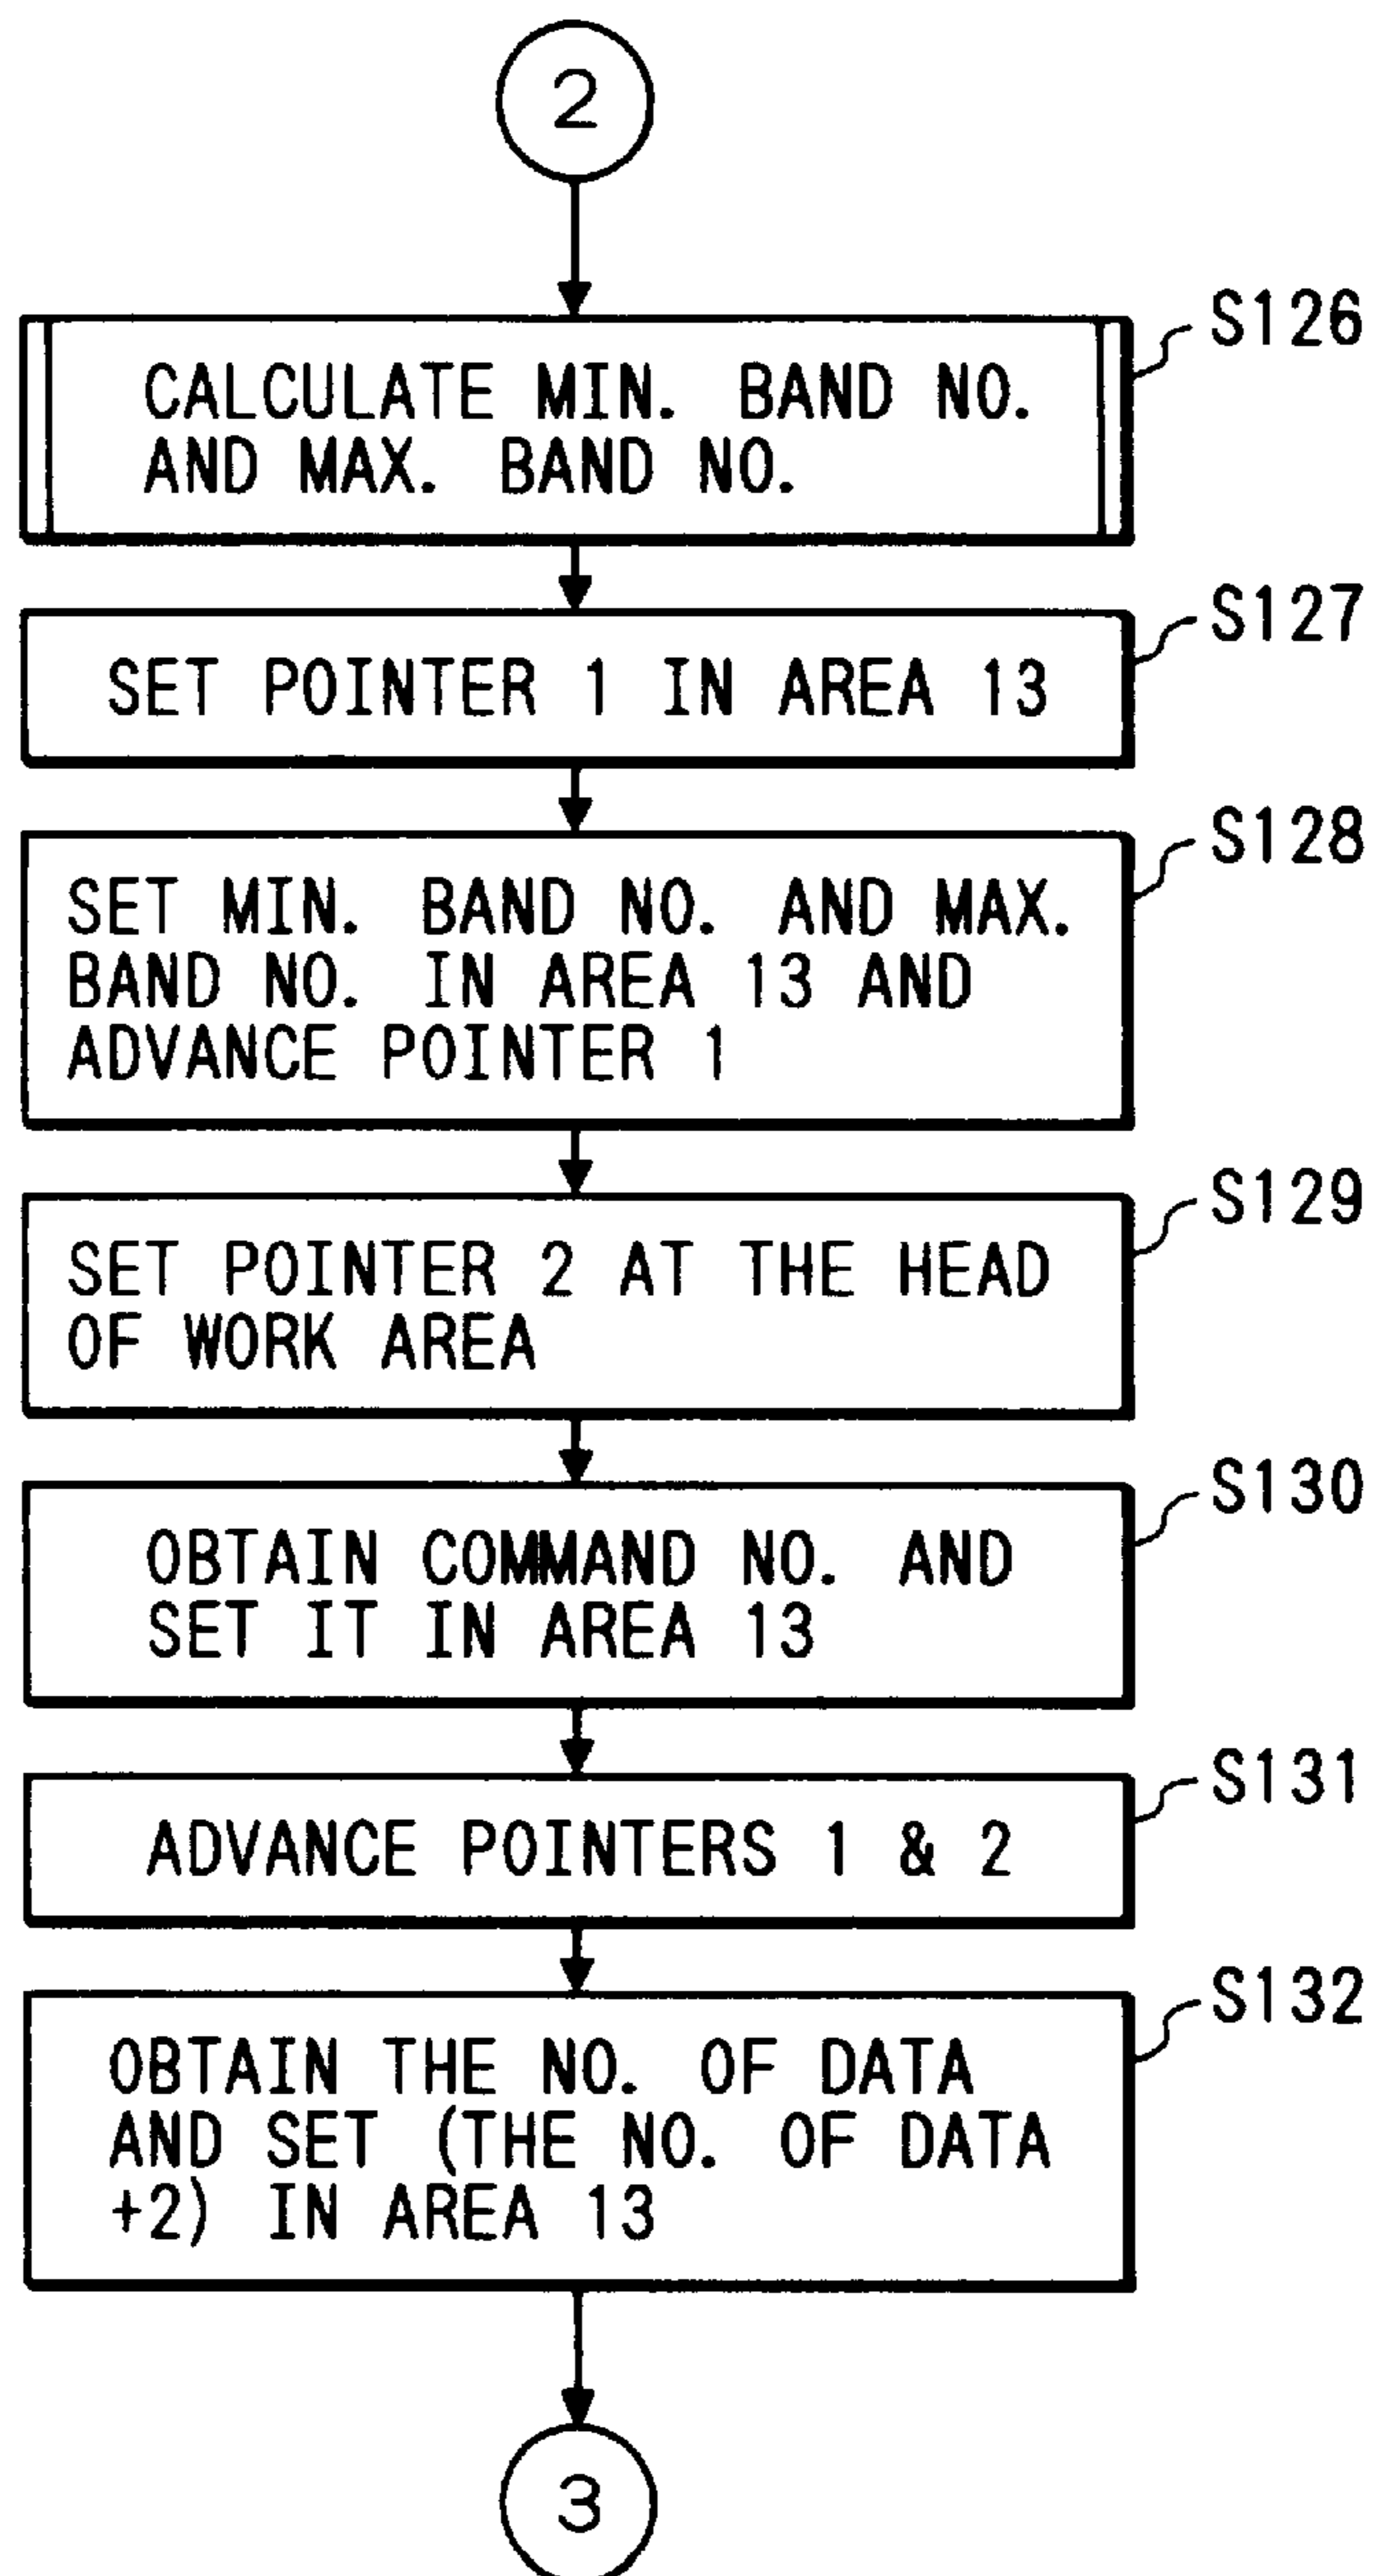 2
S126
CALCULATE MIN. BAND NO.
AND MAX. BAND NO.
S127
SET POINTER 1 IN AREA 13
S128
SET MIN. BAND NO. AND MAX.
BAND NO. IN AREA 13 AND
ADVANCE POINTER 1
S129
SET POINTER 2 AT THE HEAD
OF WORK AREA
S130
OBTAIN COMMAND NO. AND
SET IT IN AREA 13
S131
ADVANCE POINTERS 1 & 2
S132
OBTAIN THE NO. OF DATA
AND SET (THE NO. OF DATA
+2) IN AREA 13
3